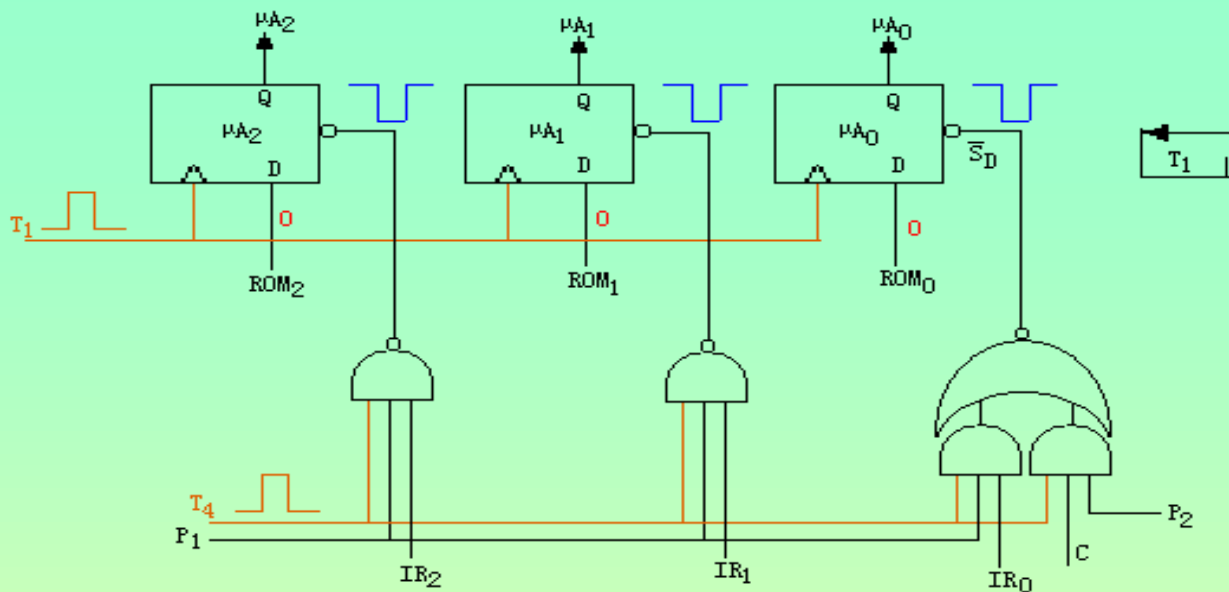 μA2 μA1 μA0
Q Q Q
μA2 μA1 μA0
D D D
S̅D
T1
T1
0 0 0
ROM2 ROM1 ROM0
T4
P1
P2
IR2 IR1 IR0 C